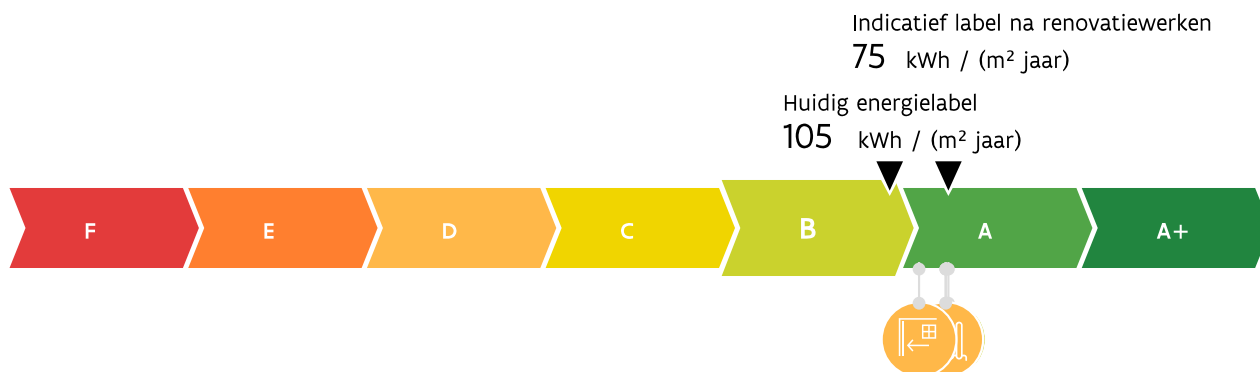 Indicatief label na renovatiewerken
75 kWh / (m² jaar)
Huidig energielabel
105 kWh / (m² jaar)
F E D C B A A+